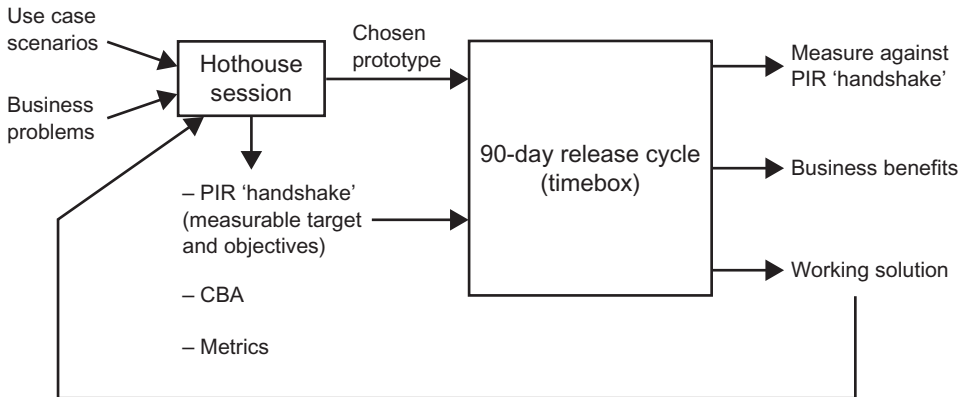 Use case
scenarios
Business
problems
Hothouse
session
Chosen
prototype
– PIR ‘handshake’
(measurable target
and objectives)
– CBA
– Metrics
90-day release cycle
(timebox)
Measure against
PIR ‘handshake’
Business benefits
Working solution